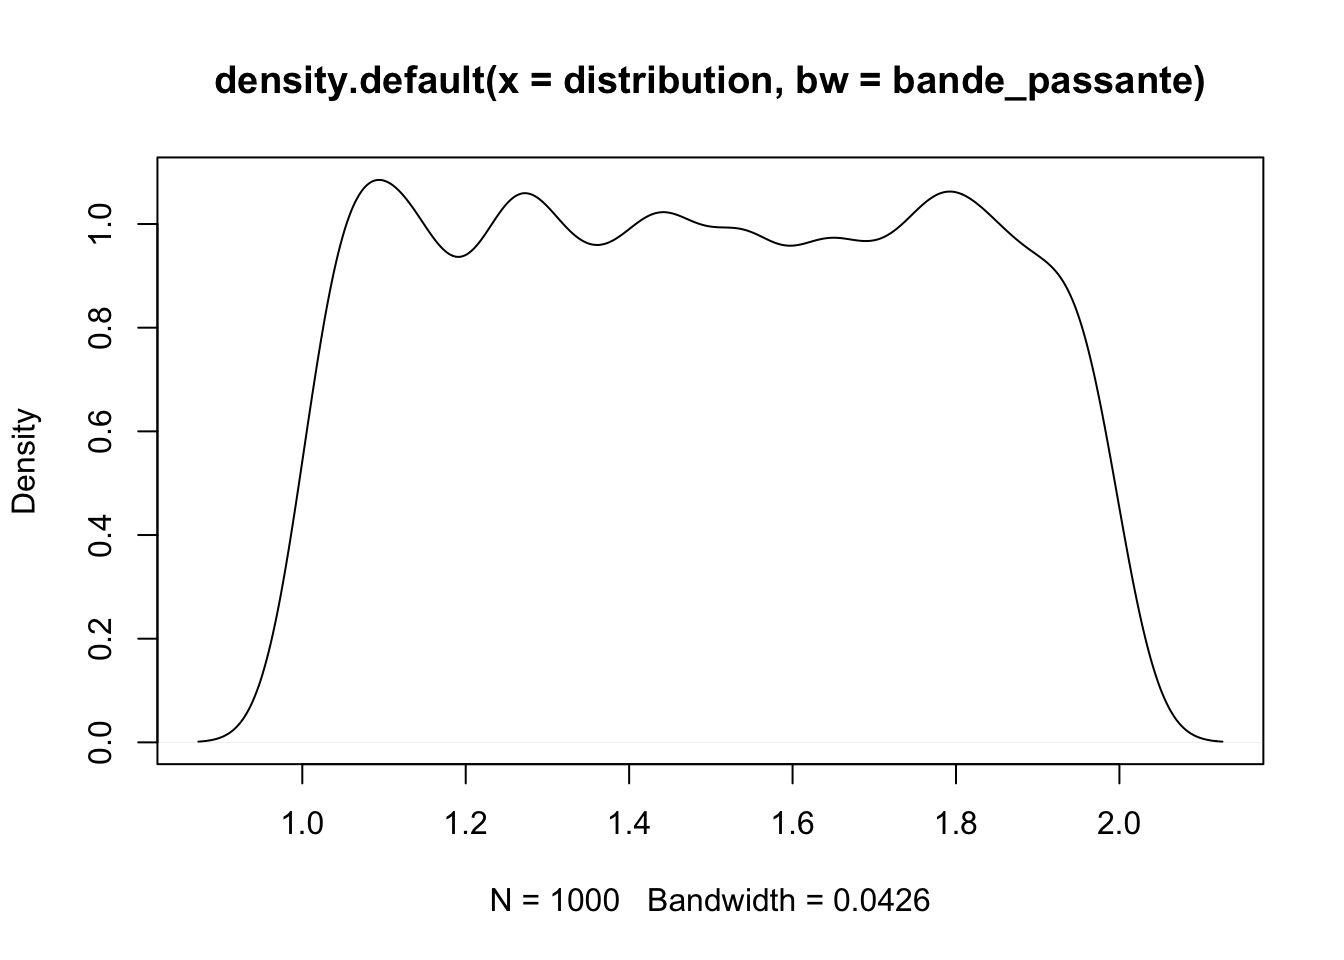 density.default(x = distribution, bw = bande_passante)
Density
1.0
0.8
0.6
0.4
0.2
0.0
1.0 1.2 1.4 1.6 1.8 2.0
N = 1000 Bandwidth = 0.0426